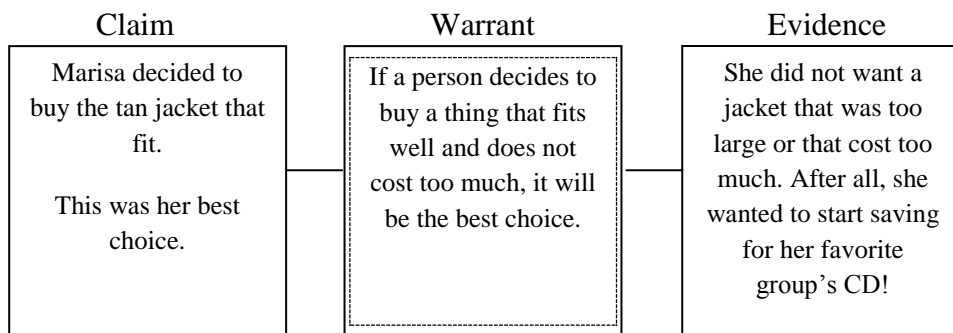 Claim
Marisa decided to
buy the tan jacket that
fit.
This was her best
choice.
Warrant
If a person decides to
buy a thing that fits
well and does not
cost too much, it will
be the best choice.
Evidence
She did not want a
jacket that was too
large or that cost too
much. After all, she
wanted to start saving
for her favorite
group’s CD!